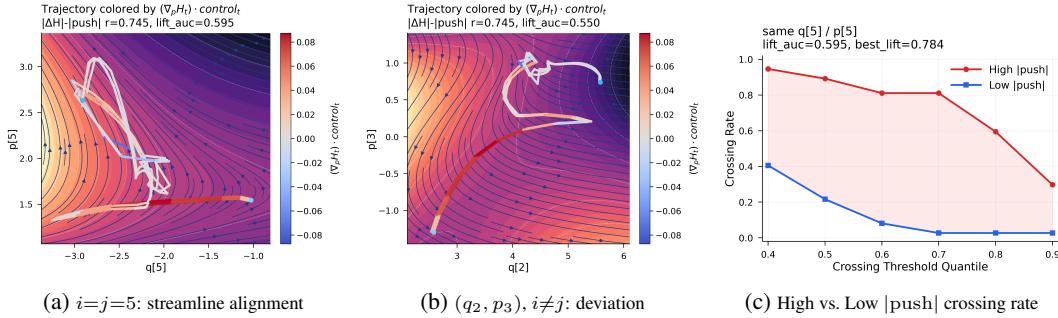 Trajectory colored by (∇ₚHₜ)·controlₜ
|ΔH|-|push| r=0.745, lift_auc=0.595
3.0
2.5
2.0
1.5
p[5]
−3.0
−2.5
−2.0
−1.5
−1.0
q[5]
0.08
0.06
0.04
0.02
0.00
−0.02
−0.04
−0.06
−0.08
(∇ₚHₜ)·controlₜ
(a) i=j=5: streamline alignment
Trajectory colored by (∇ₚHₜ)·controlₜ
|ΔH|-|push| r=0.745, lift_auc=0.550
1.0
0.5
0.0
−0.5
−1.0
p[3]
3
4
5
6
q[2]
0.08
0.06
0.04
0.02
0.00
−0.02
−0.04
−0.06
−0.08
(∇ₚHₜ)·controlₜ
(b) (q₂, p₃), i≠j: deviation
same q[5] / p[5]
lift_auc=0.595, best_lift=0.784
1.0
0.8
0.6
0.4
0.2
0.0
Crossing Rate
High |push|
Low |push|
0.4
0.5
0.6
0.7
0.8
0.9
Crossing Threshold Quantile
(c) High vs. Low |push| crossing rate